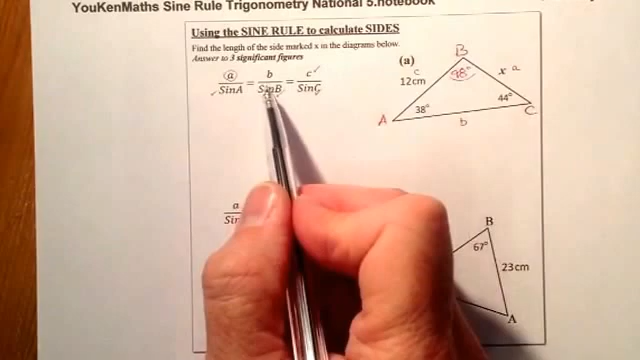 YouKenMaths Sine Rule Trigonometry National 5.notebook
Using the SINE RULE to calculate SIDES
Find the length of the side marked x in the diagrams below.
Answer to 3 significant figures
a/SinA = b/SinB = c/SinC
(a)
B
98°
c
12cm
x a
38°
44°
A
b
C
a
Sin
B
67°
23cm
A